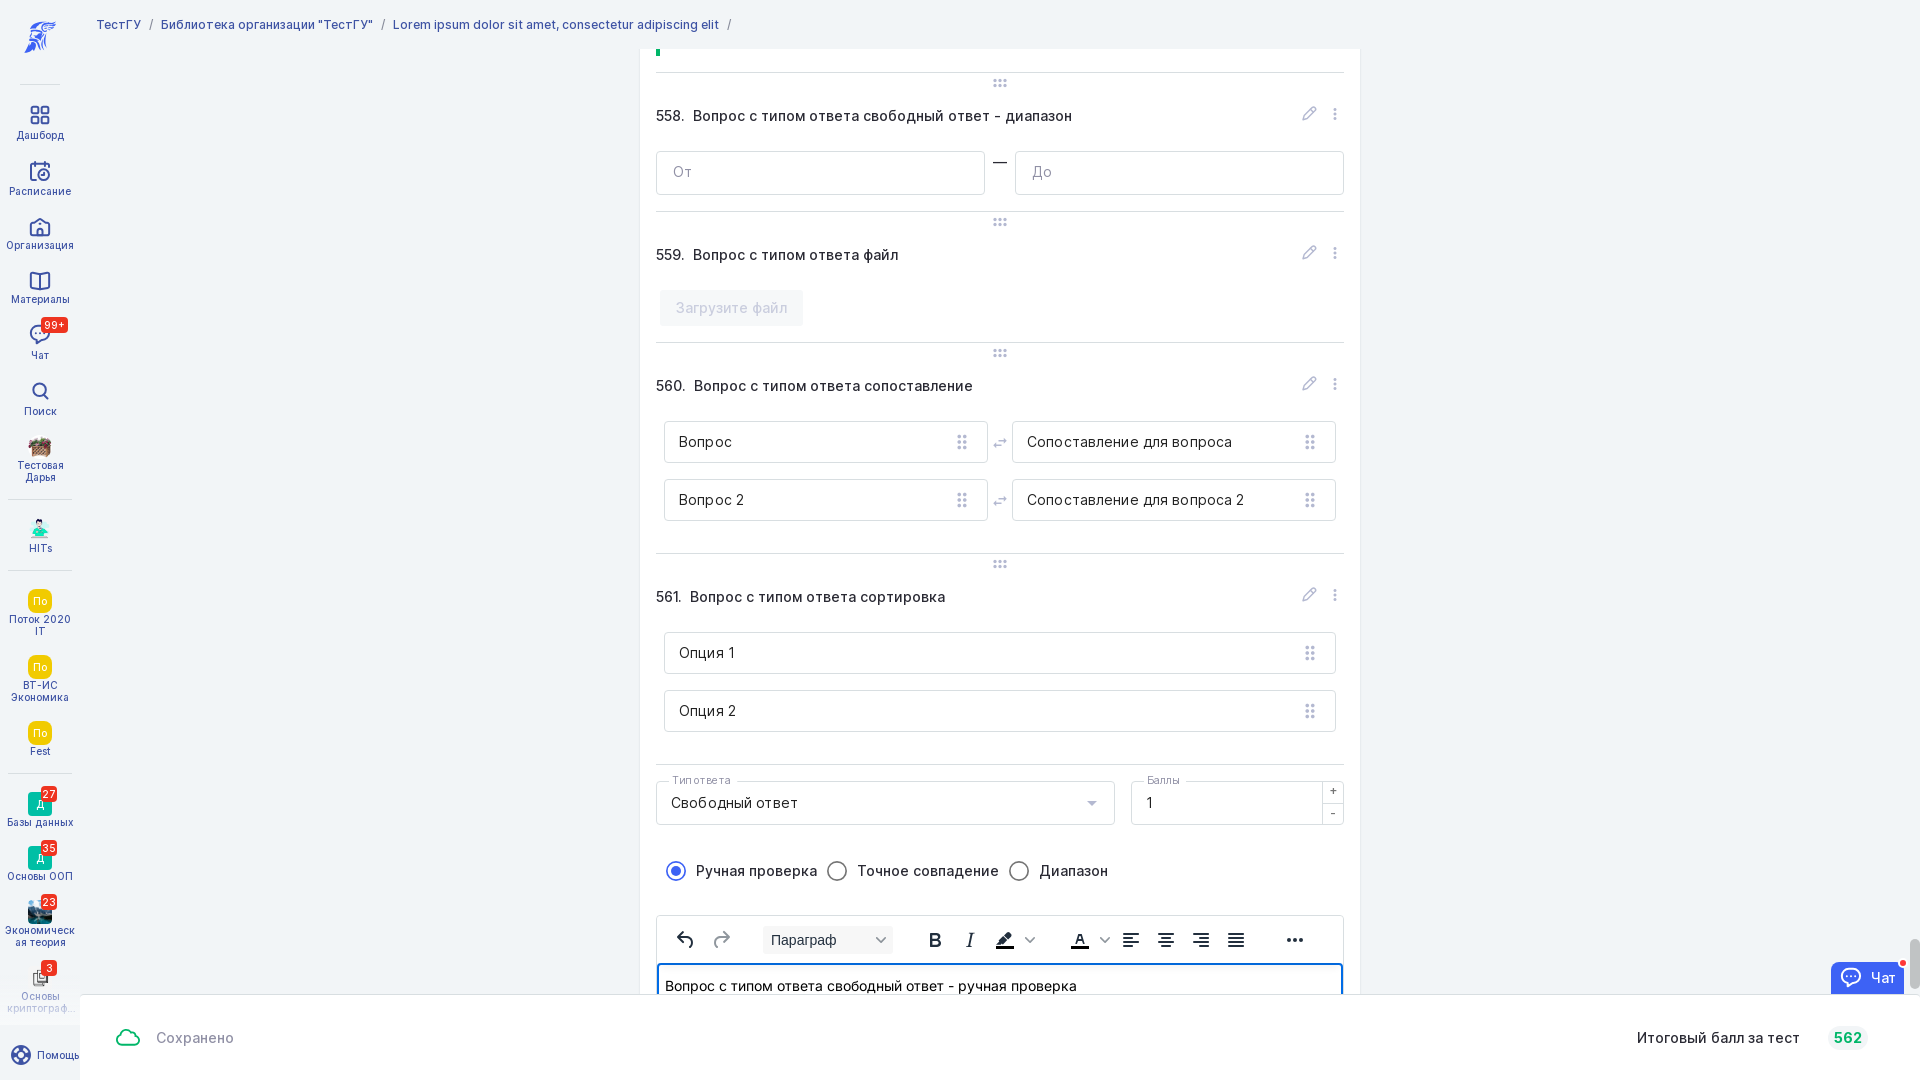 ТестГУ / Библиотека организации "ТестГУ" / Lorem ipsum dolor sit amet, consectetur adipiscing elit /
Дашборд
Расписание
Организация
Материалы
99+
Чат
Поиск
Тестовая
Дарья
HITs
По
Поток 2020
IT
По
ВТ-ИС
Экономика
По
Fest
27
Д
Базы данных
35
Д
Основы ООП
23
Экономическ
ая теория
3
Основы
криптограф...
Помощь
558. Вопрос с типом ответа свободный ответ - диапазон
От — До
559. Вопрос с типом ответа файл
Загрузите файл
560. Вопрос с типом ответа сопоставление
Вопрос Сопоставление для вопроса
Вопрос 2 Сопоставление для вопроса 2
561. Вопрос с типом ответа сортировка
Опция 1
Опция 2
Тип ответа Баллы
Свободный ответ 1 + -
Ручная проверка Точное совпадение Диапазон
Параграф B I A
Вопрос с типом ответа свободный ответ - ручная проверка
Чат
Сохранено Итоговый балл за тест 562